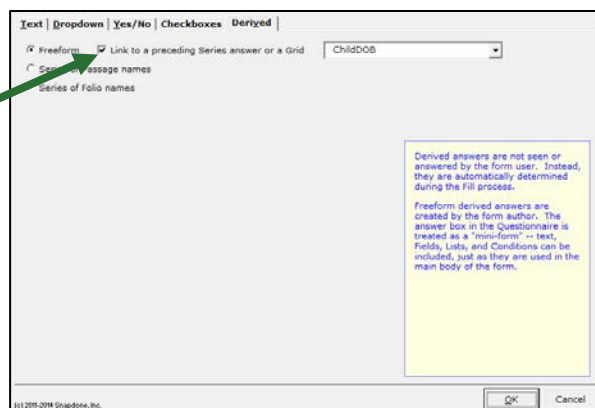 Text | Dropdown | Yes/No | Checkboxes | Derived |
Freeform Link to a preceding Series answer or a Grid ChildDOB
Series of Passage names
Series of Folio names
Derived answers are not seen or
answered by the form user. Instead,
they are automatically determined
during the Fill process.
Freeform derived answers are
created by the form author. The
answer box in the Questionnaire is
treated as a "mini-form" -- text,
Fields, Lists, and Conditions can be
included, just as they are used in the
main body of the form.
(c) 2011-2014 Snapdone, Inc.
OK Cancel